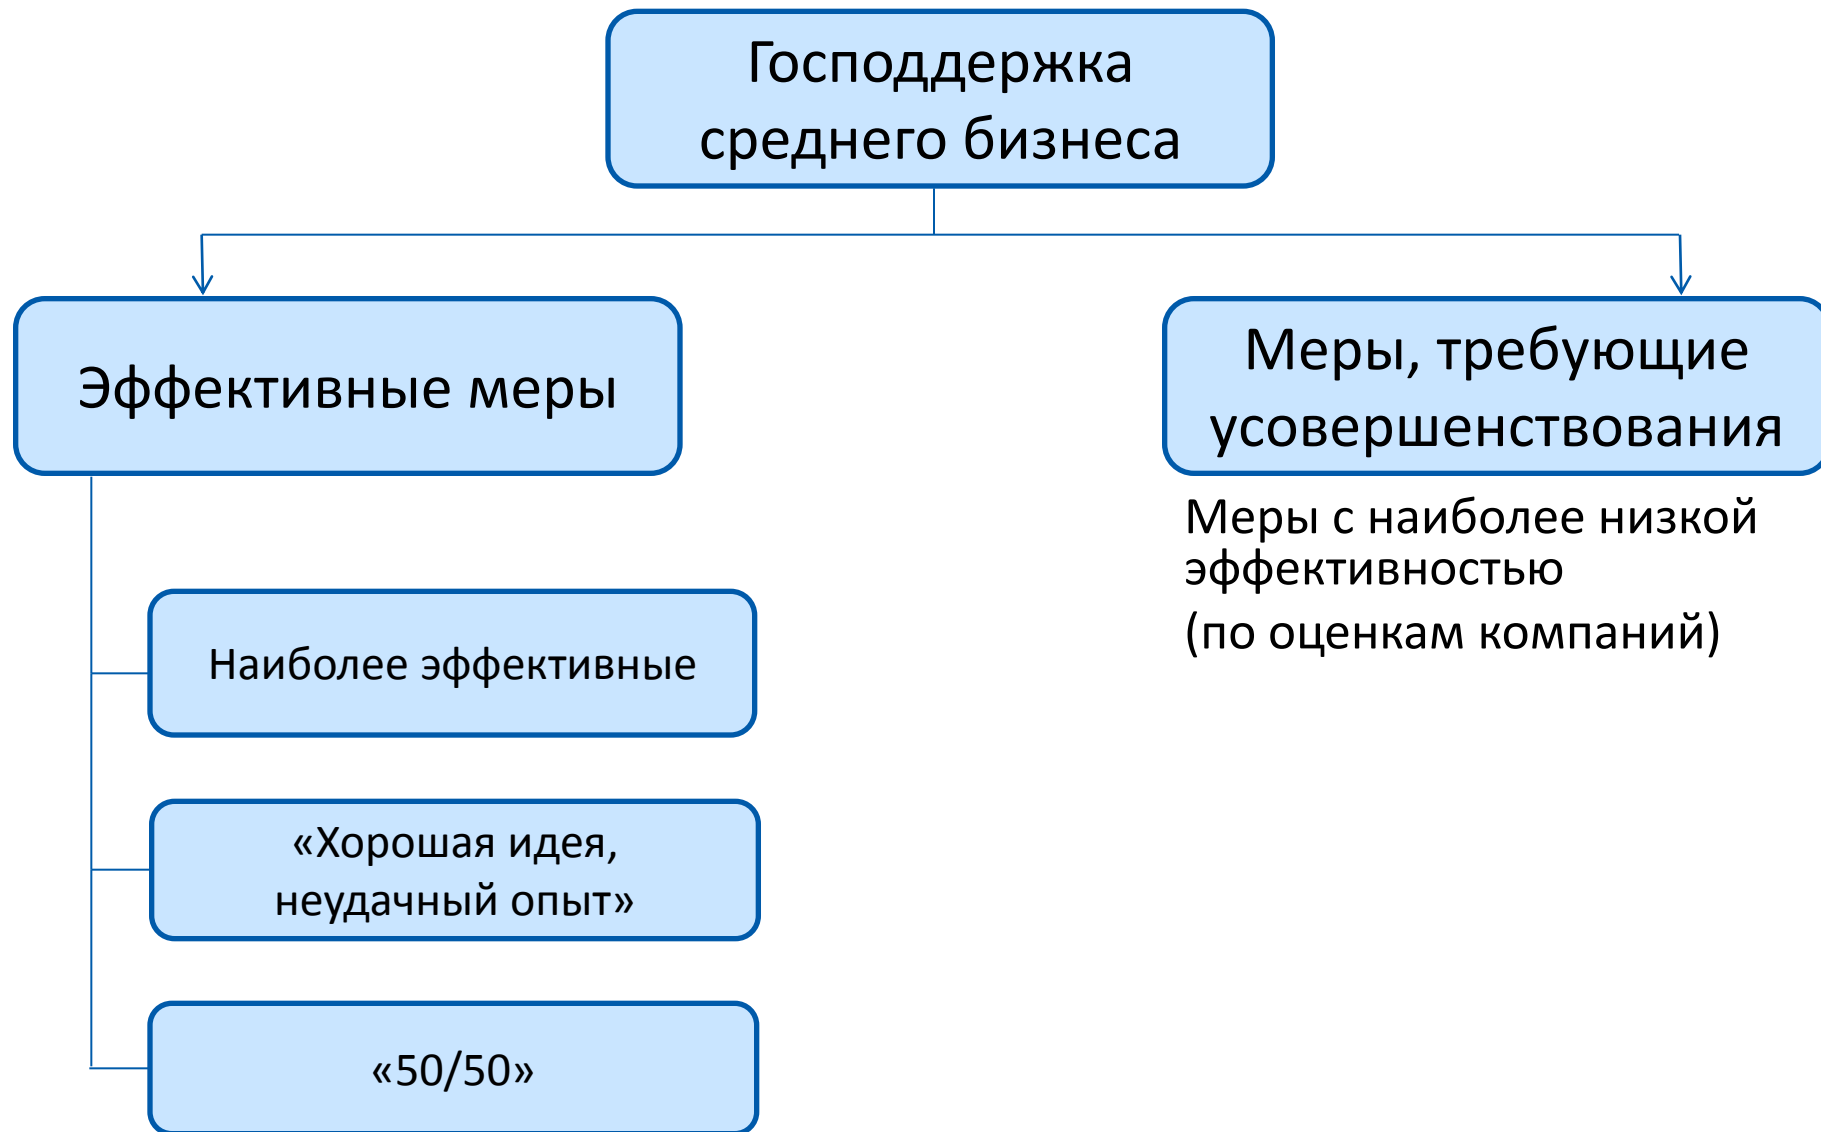 Господдержка
среднего бизнеса
Эффективные меры
Меры, требующие
усовершенствования
Меры с наиболее низкой
эффективностью
(по оценкам компаний)
Наиболее эффективные
«Хорошая идея,
неудачный опыт»
«50/50»